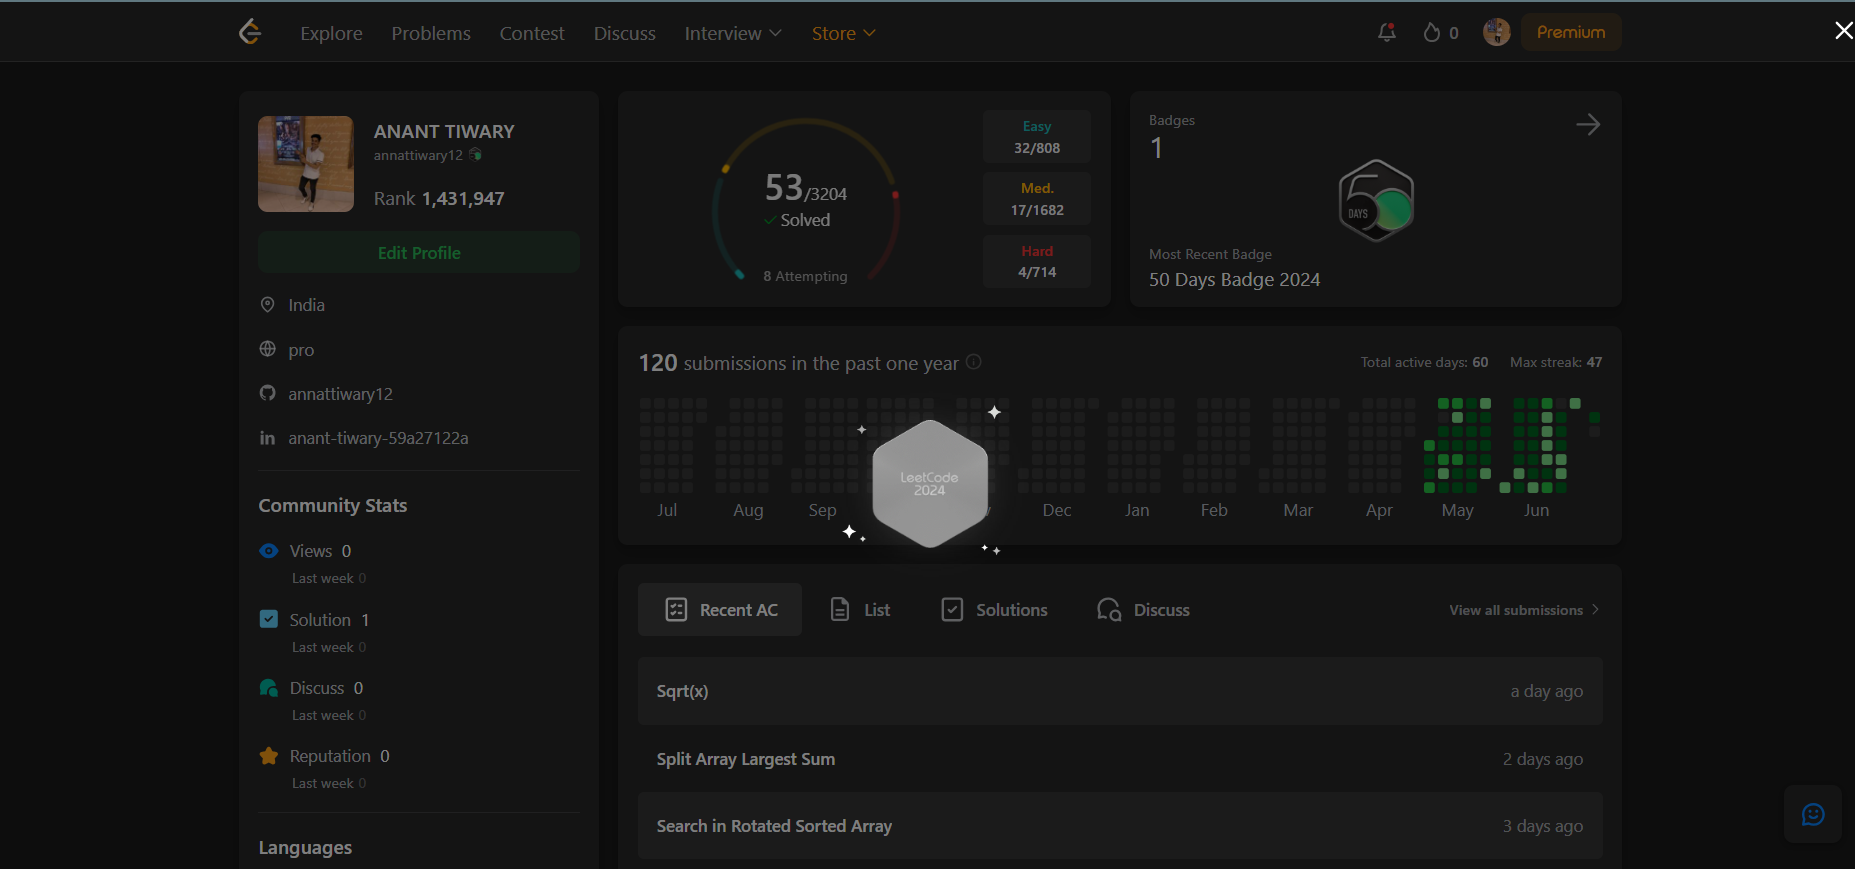 Explore Problems Contest Discuss Interview Store 0 Premium
ANANT TIWARY
annattiwary12
Rank 1,431,947
Edit Profile
India
pro
annattiwary12
anant-tiwary-59a27122a
Community Stats
Views 0
Last week 0
Solution 1
Last week 0
Discuss 0
Last week 0
Reputation 0
Last week 0
Languages
53/3204
Solved
8 Attempting
Easy
32/808
Med.
17/1682
Hard
4/714
Badges
1
50
DAYS
Most Recent Badge
50 Days Badge 2024
120 submissions in the past one year
Total active days: 60 Max streak: 47
LeetCode
2024
Jul Aug Sep Dec Jan Feb Mar Apr May Jun
Recent AC List Solutions Discuss View all submissions
Sqrt(x) a day ago
Split Array Largest Sum 2 days ago
Search in Rotated Sorted Array 3 days ago